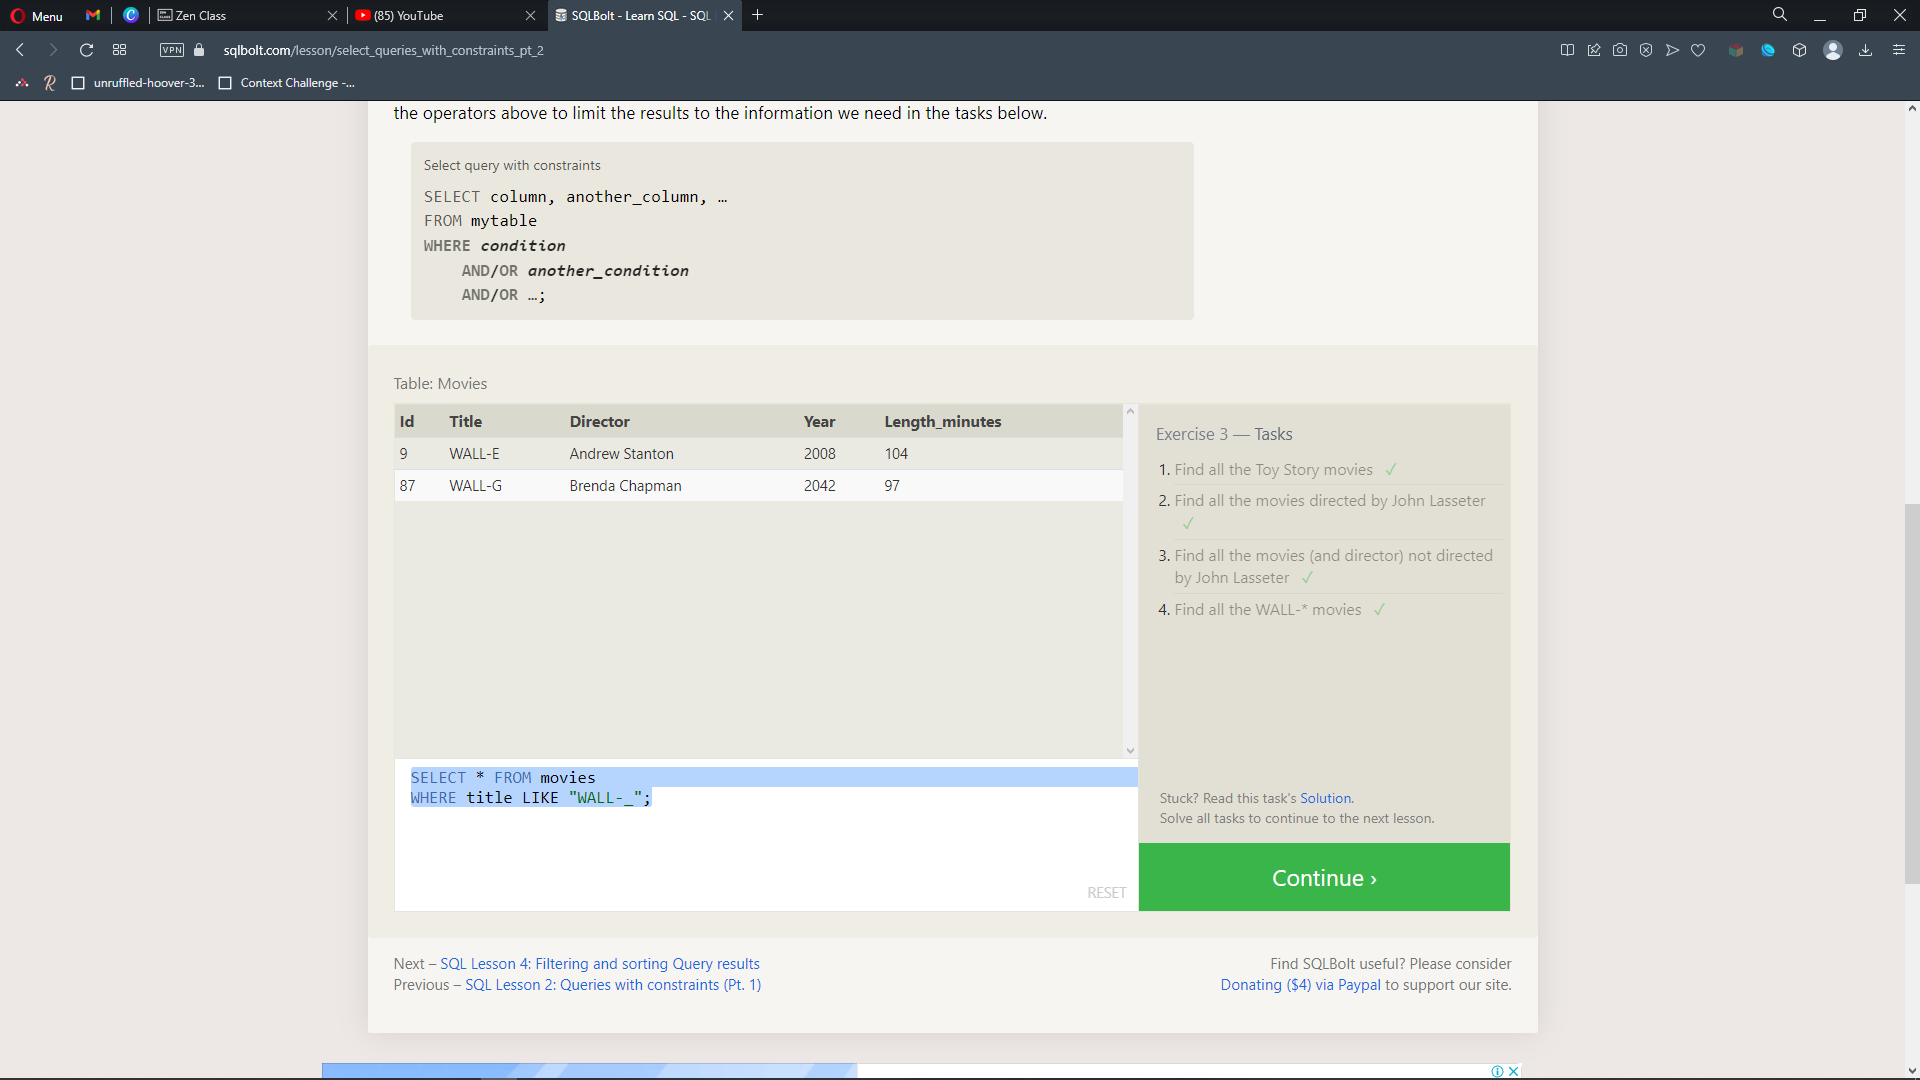 Menu
Zen Class
(85) YouTube
SQLBolt - Learn SQL - SQL
VPN
sqlbolt.com/lesson/select_queries_with_constraints_pt_2
unruffled-hoover-3...
Context Challenge -...
the operators above to limit the results to the information we need in the tasks below.
Select query with constraints
SELECT column, another_column, …
FROM mytable
WHERE condition
AND/OR another_condition
AND/OR …;
Table: Movies
Id Title Director Year Length_minutes
9 WALL-E Andrew Stanton 2008 104
87 WALL-G Brenda Chapman 2042 97
SELECT * FROM movies
WHERE title LIKE "WALL-_";
RESET
Exercise 3 — Tasks
1. Find all the Toy Story movies ✓
2. Find all the movies directed by John Lasseter
✓
3. Find all the movies (and director) not directed
by John Lasseter ✓
4. Find all the WALL-* movies ✓
Stuck? Read this task's Solution.
Solve all tasks to continue to the next lesson.
Continue ›
Next – SQL Lesson 4: Filtering and sorting Query results
Previous – SQL Lesson 2: Queries with constraints (Pt. 1)
Find SQLBolt useful? Please consider
Donating ($4) via Paypal to support our site.